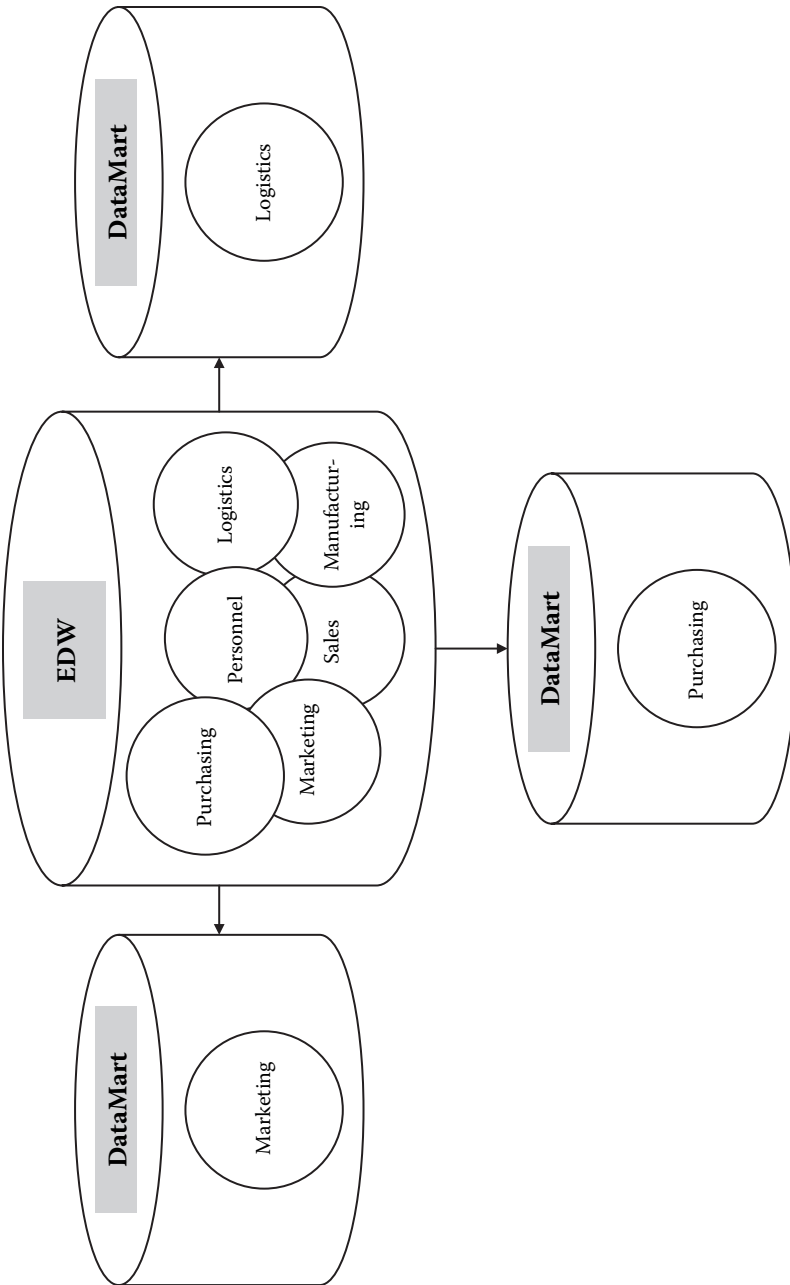 EDW
Purchasing
Personnel
Logistics
Marketing
Sales
Manufactur-
ing
DataMart
Marketing
DataMart
Purchasing
DataMart
Logistics